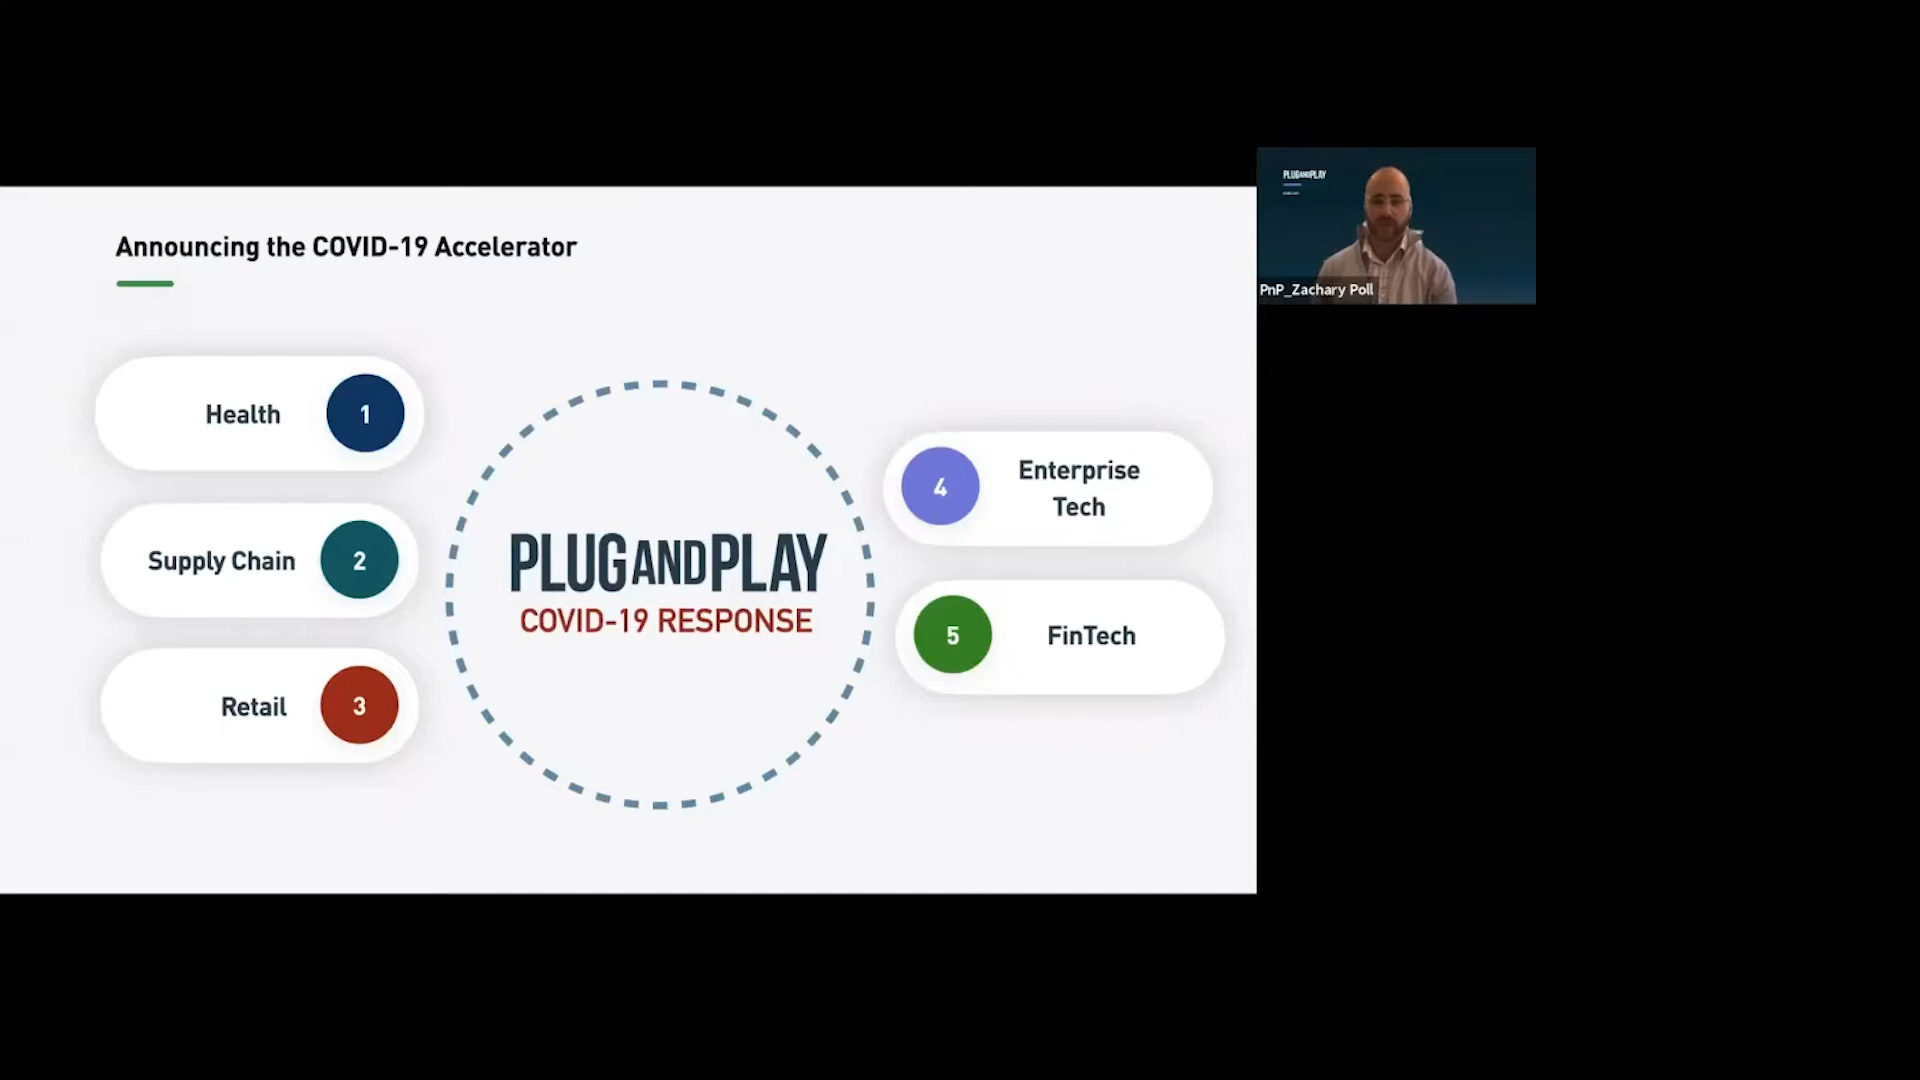 Announcing the COVID-19 Accelerator
Health
1
Supply Chain
2
Retail
3
PLUGANDPLAY
COVID-19 RESPONSE
4
Enterprise
Tech
5
FinTech
PLUGANDPLAY
PnP_Zachary Poll